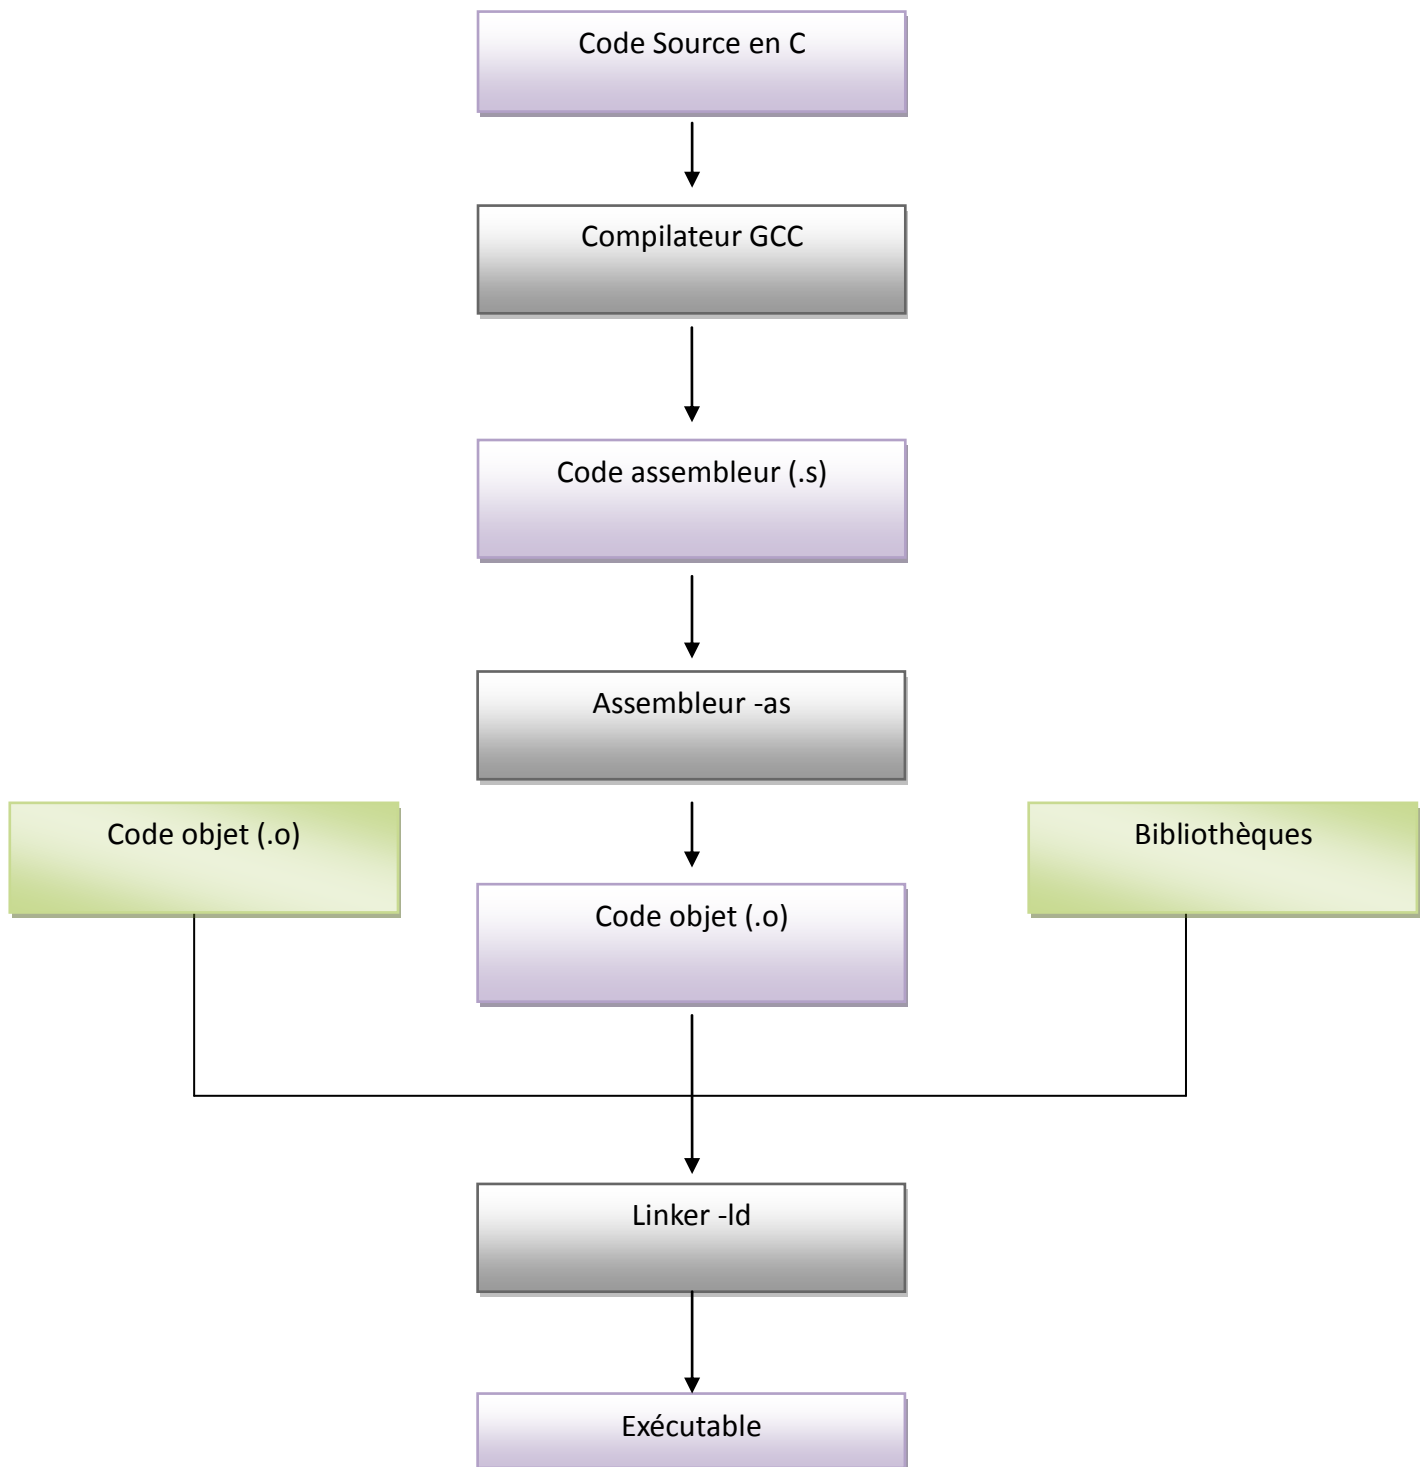 Code Source en C
Compilateur GCC
Code assembleur (.s)
Assembleur -as
Code objet (.o)
Bibliothèques
Code objet (.o)
Linker -ld
Exécutable